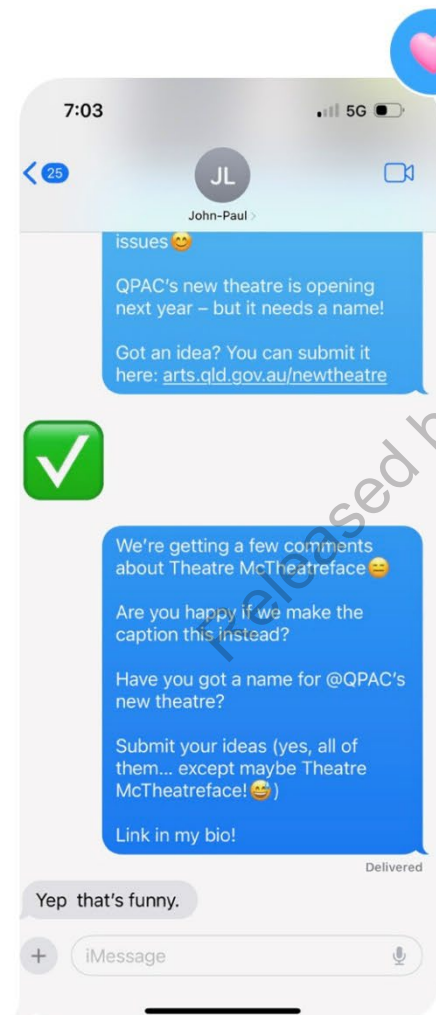 7:03
5G
25
JL
John-Paul
issues😊
QPAC's new theatre is opening
next year – but it needs a name!
Got an idea? You can submit it
here: arts.qld.gov.au/newtheatre
✅
We're getting a few comments
about Theatre McTheatreface😑
Are you happy if we make the
caption this instead?
Have you got a name for @QPAC's
new theatre?
Submit your ideas (yes, all of
them... except maybe Theatre
McTheatreface!😅)
Link in my bio!
Delivered
Yep that's funny.
iMessage
Released b